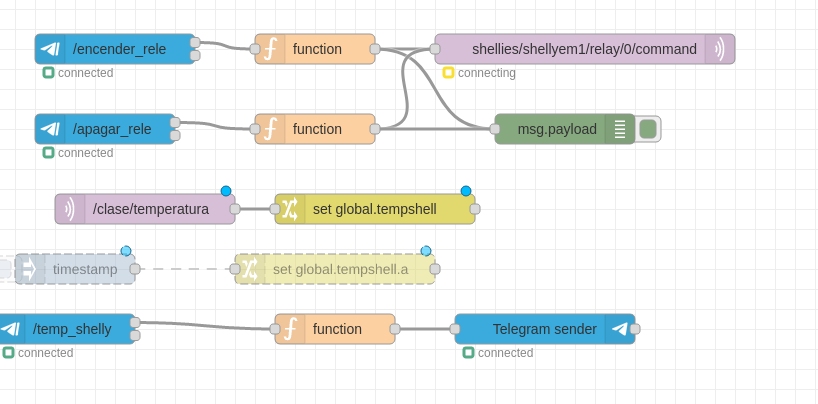 /encender_rele
function
shellies/shellyem1/relay/0/command
connected
connecting
/apagar_rele
function
msg.payload
connected
/clase/temperatura
set global.tempshell
timestamp
set global.tempshell.a
/temp_shelly
function
Telegram sender
connected
connected